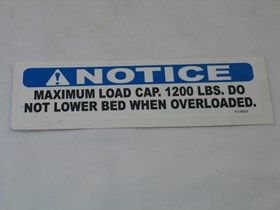 NOTICE
MAXIMUM LOAD CAP. 1200 LBS. DO
NOT LOWER BED WHEN OVERLOADED.